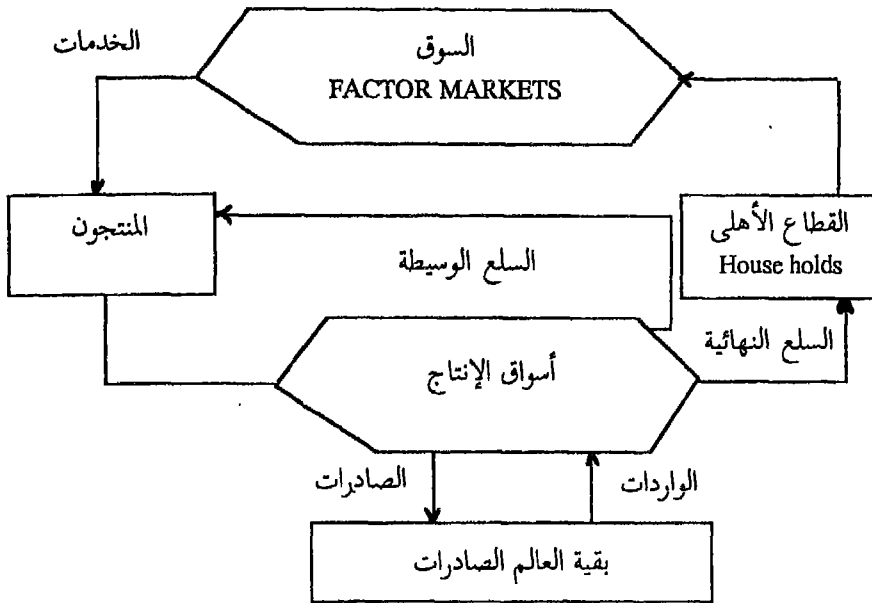 الخدمات
السوق
FACTOR MARKETS
القطاع الأهلى
House holds
المنتجون
السلع الوسيطة
السلع النهائية
أسواق الإنتاج
الواردات
الصادرات
بقية العالم الصادرات